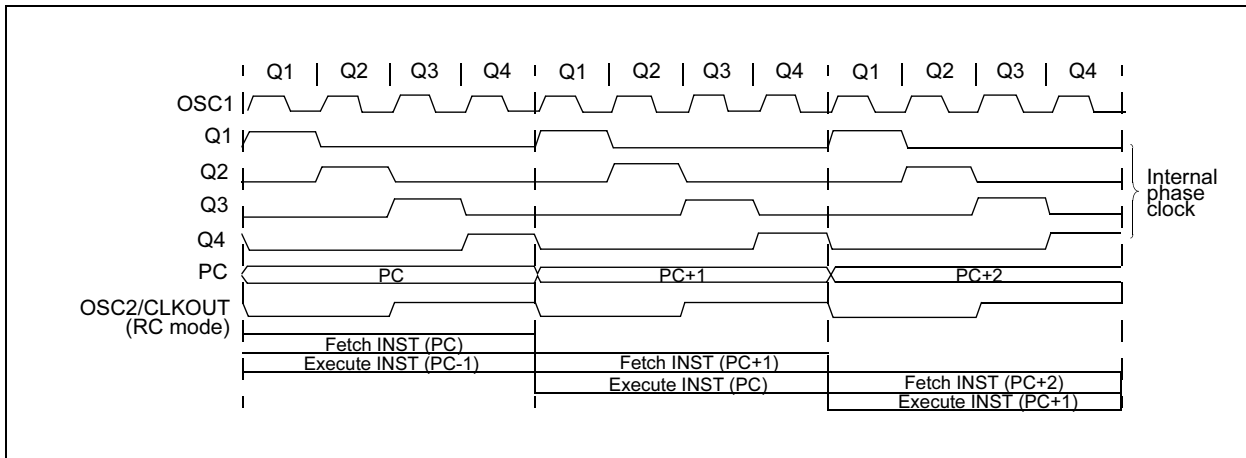 Q1 Q2 Q3 Q4 Q1 Q2 Q3 Q4 Q1 Q2 Q3 Q4
OSC1
Q1
Q2
Q3
Q4
PC
PC PC+1 PC+2
OSC2/CLKOUT
(RC mode)
Internal
phase
clock
Fetch INST (PC)
Execute INST (PC-1) Fetch INST (PC+1)
Execute INST (PC) Fetch INST (PC+2)
Execute INST (PC+1)